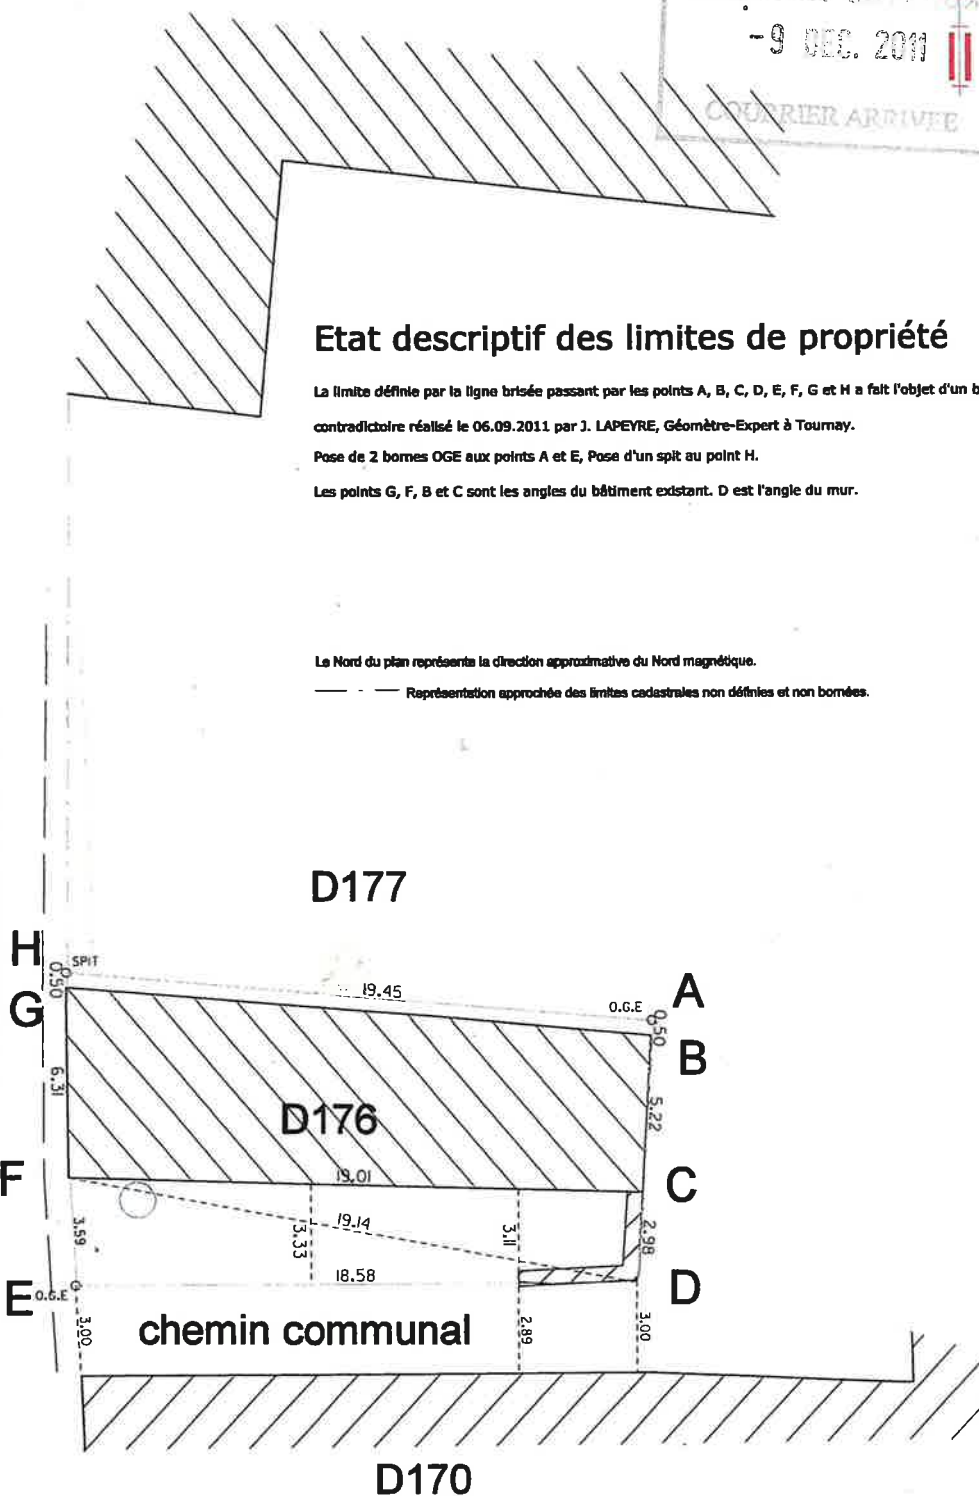 -9 DEC. 2011
COURRIER ARRIVEE
Etat descriptif des limites de propriété
La limite définie par la ligne brisée passant par les points A, B, C, D, E, F, G et H a fait l'objet d'un b
contradictoire réalisé le 06.09.2011 par J. LAPEYRE, Géomètre-Expert à Tournay.
Pose de 2 bornes OGE aux points A et E, Pose d'un spit au point H.
Les points G, F, B et C sont les angles du bâtiment existant. D est l'angle du mur.
Le Nord du plan représente la direction approximative du Nord magnétique.
Représentation approchée des limites cadastrales non définies et non bornées.
D177
H
SPIT
0.50
G
19.45
O.G.E
A
0.50
B
6.31
5.22
D176
F
19.01
C
3.59
3.33
19.14
3.11
2.98
18.58
E
O.G.E
D
3.00
chemin communal
2.89
3.00
D170